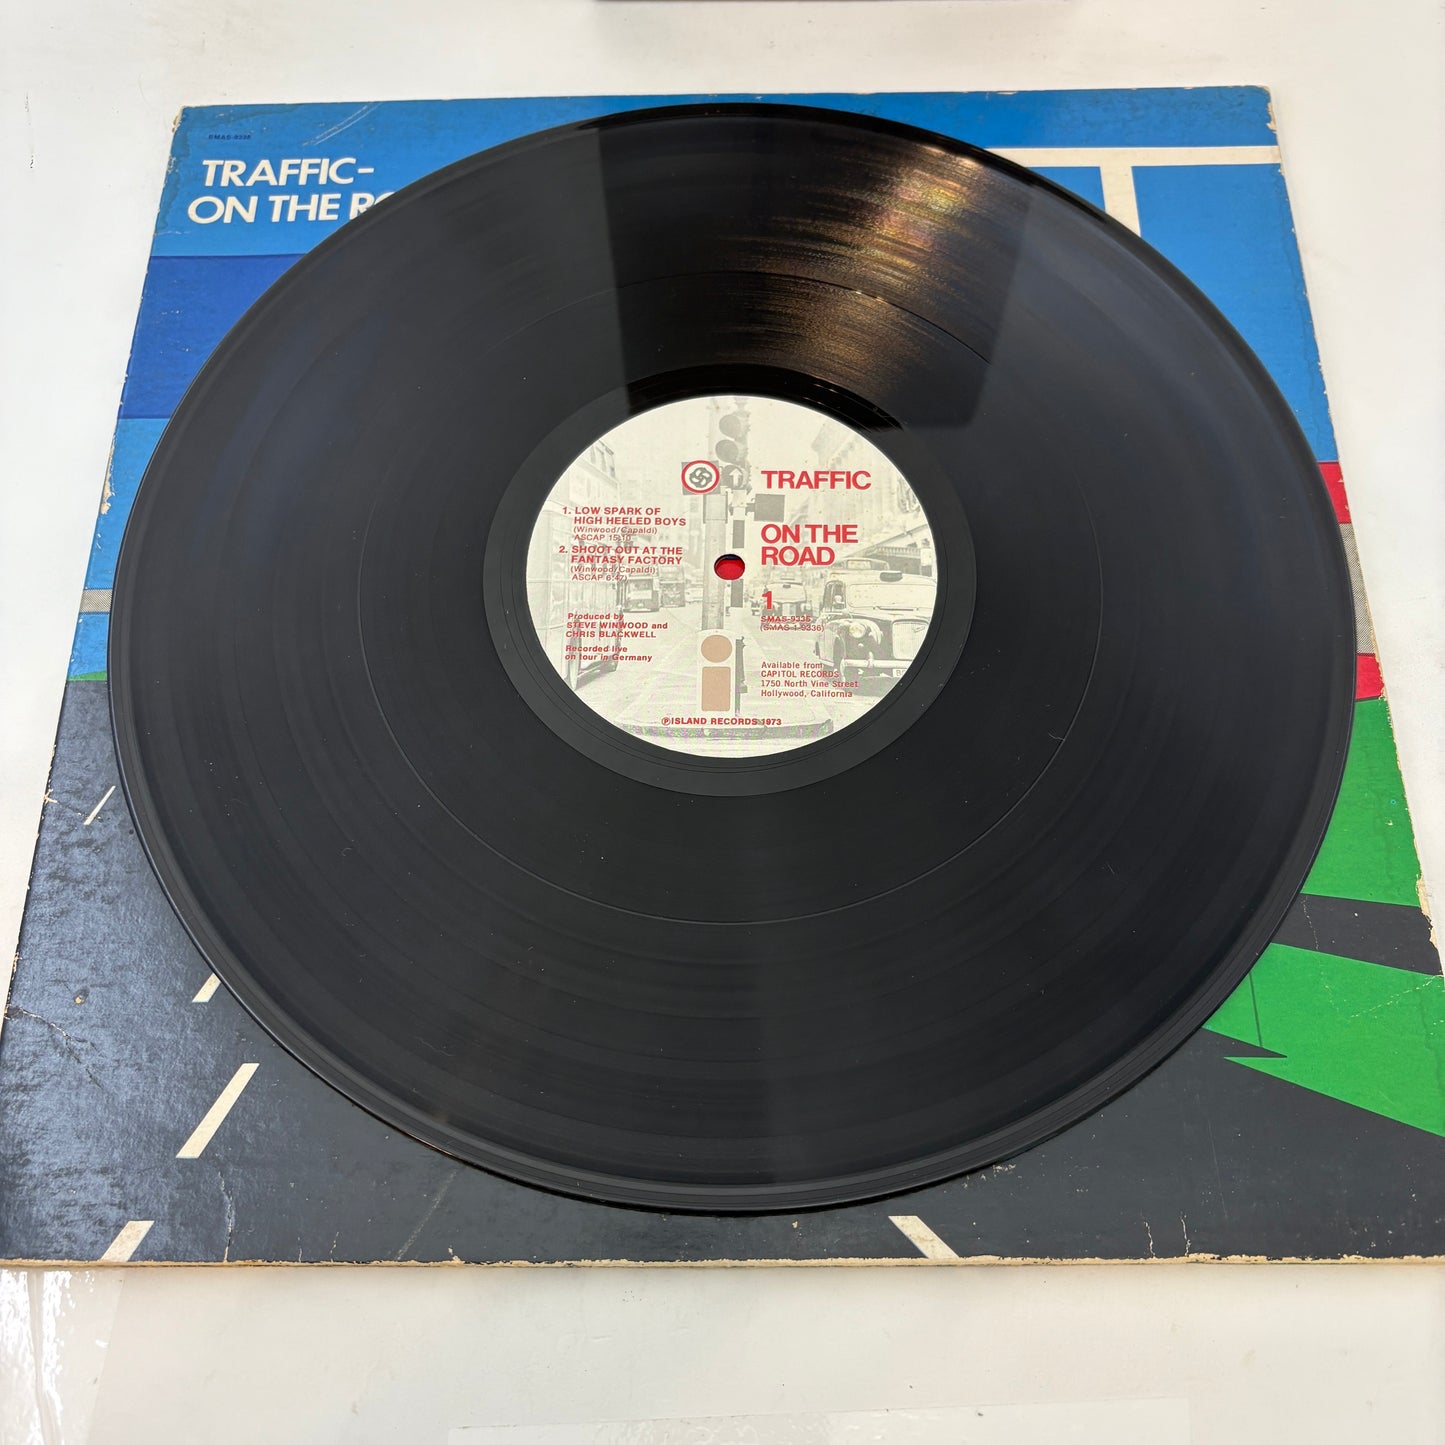 SMAS-9336
TRAFFIC-
ON THE
TRAFFIC
ON THE
ROAD
1
SMAS-9336
(SMAS-1-9336)
1. LOW SPARK OF
HIGH HEELED BOYS
(Winwood/Capaldi)
ASCAP 15:10
2. SHOOT OUT AT THE
FANTASY FACTORY
(Winwood/Capaldi)
ASCAP 6:47)
Produced by
STEVE WINWOOD and
CHRIS BLACKWELL
Recorded live
on tour in Germany
Available from
CAPITOL RECORDS
1750 North Vine Street
Hollywood, California
i
ⓅISLAND RECORDS 1973